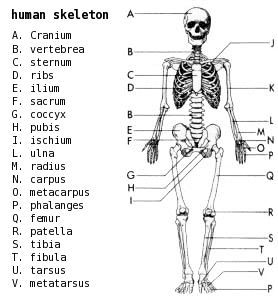 human skeleton
A. Cranium
B. vertebrea
C. sternum
D. ribs
E. ilium
F. sacrum
G. coccyx
H. pubis
I. ischium
L. ulna
M. radius
N. carpus
O. metacarpus
P. phalanges
Q. femur
R. patella
S. tibia
T. fibula
U. tarsus
V. metatarsus
A
J
B
C
D
K
B
L
E
M
F
N
O
P
G
Q
H
I
R
S
T
U
V
P